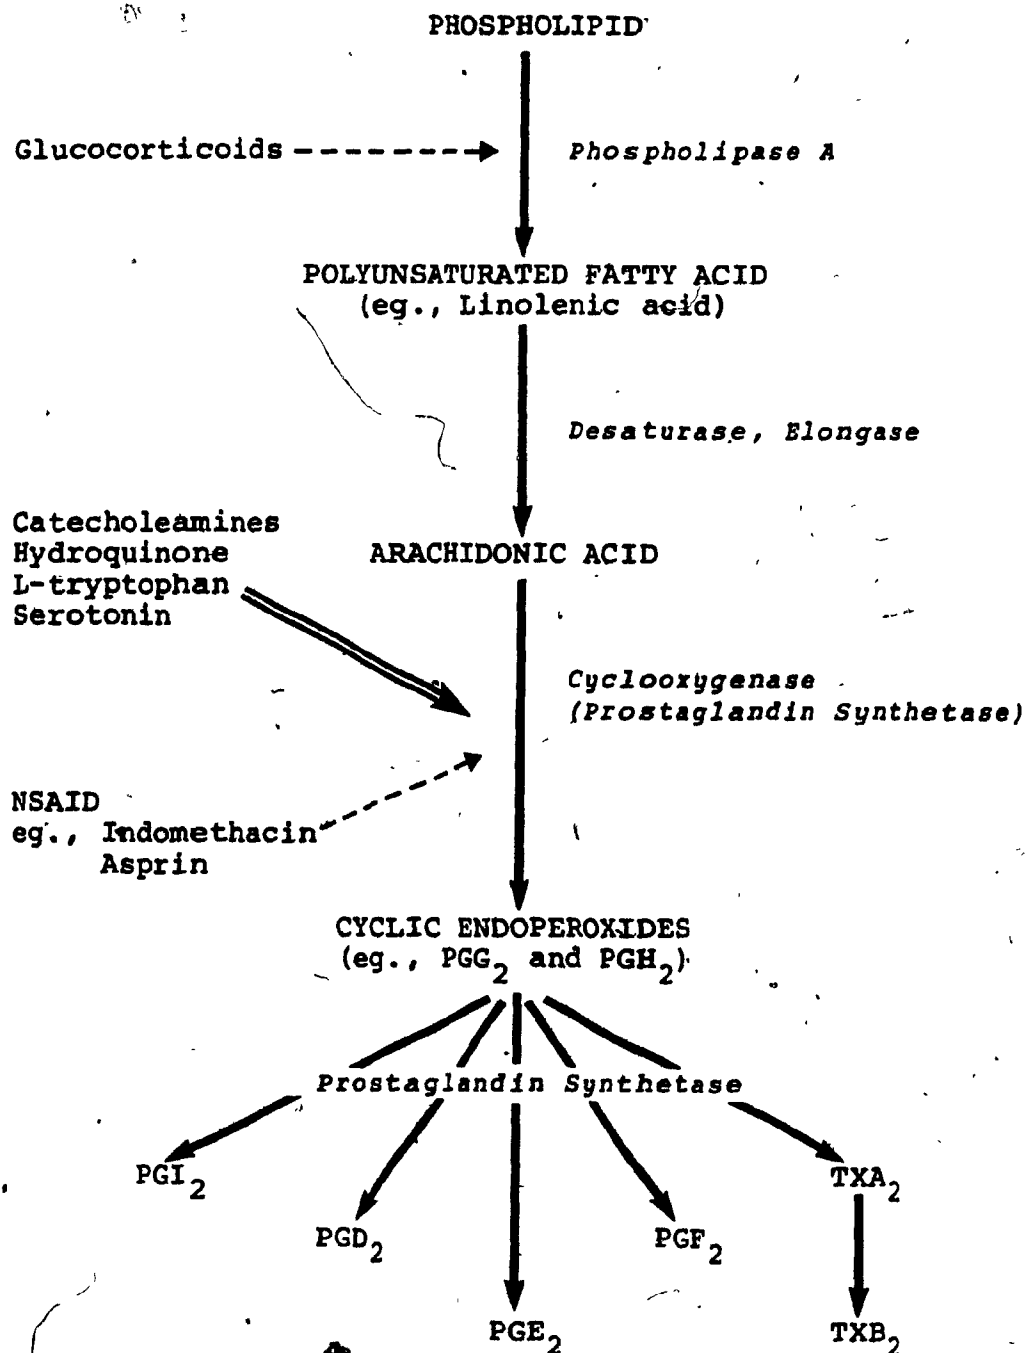 PHOSPHOLIPID
Glucocorticoids
Phospholipase A
POLYUNSATURATED FATTY ACID
(eg., Linolenic acid)
Desaturase, Elongase
Catecholeamines
Hydroquinone
L-tryptophan
Serotonin
ARACHIDONIC ACID
Cyclooxygenase
(Prostaglandin Synthetase)
NSAID
eg., Indomethacin
Asprin
CYCLIC ENDOPEROXIDES
(eg., PGG2 and PGH2)
Prostaglandin Synthetase
PGI2
TXA2
PGD2
PGF2
PGE2
TXB2